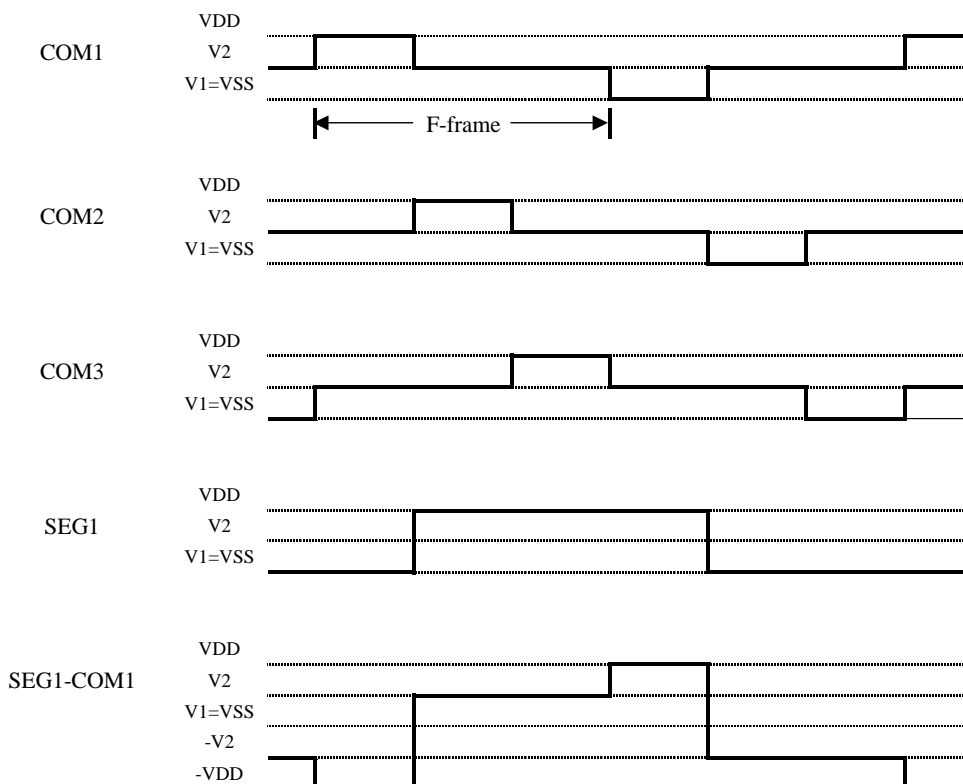 VDD
COM1
V2
V1=VSS
F-frame
VDD
COM2
V2
V1=VSS
VDD
COM3
V2
V1=VSS
VDD
SEG1
V2
V1=VSS
VDD
SEG1-COM1
V2
V1=VSS
-V2
-VDD